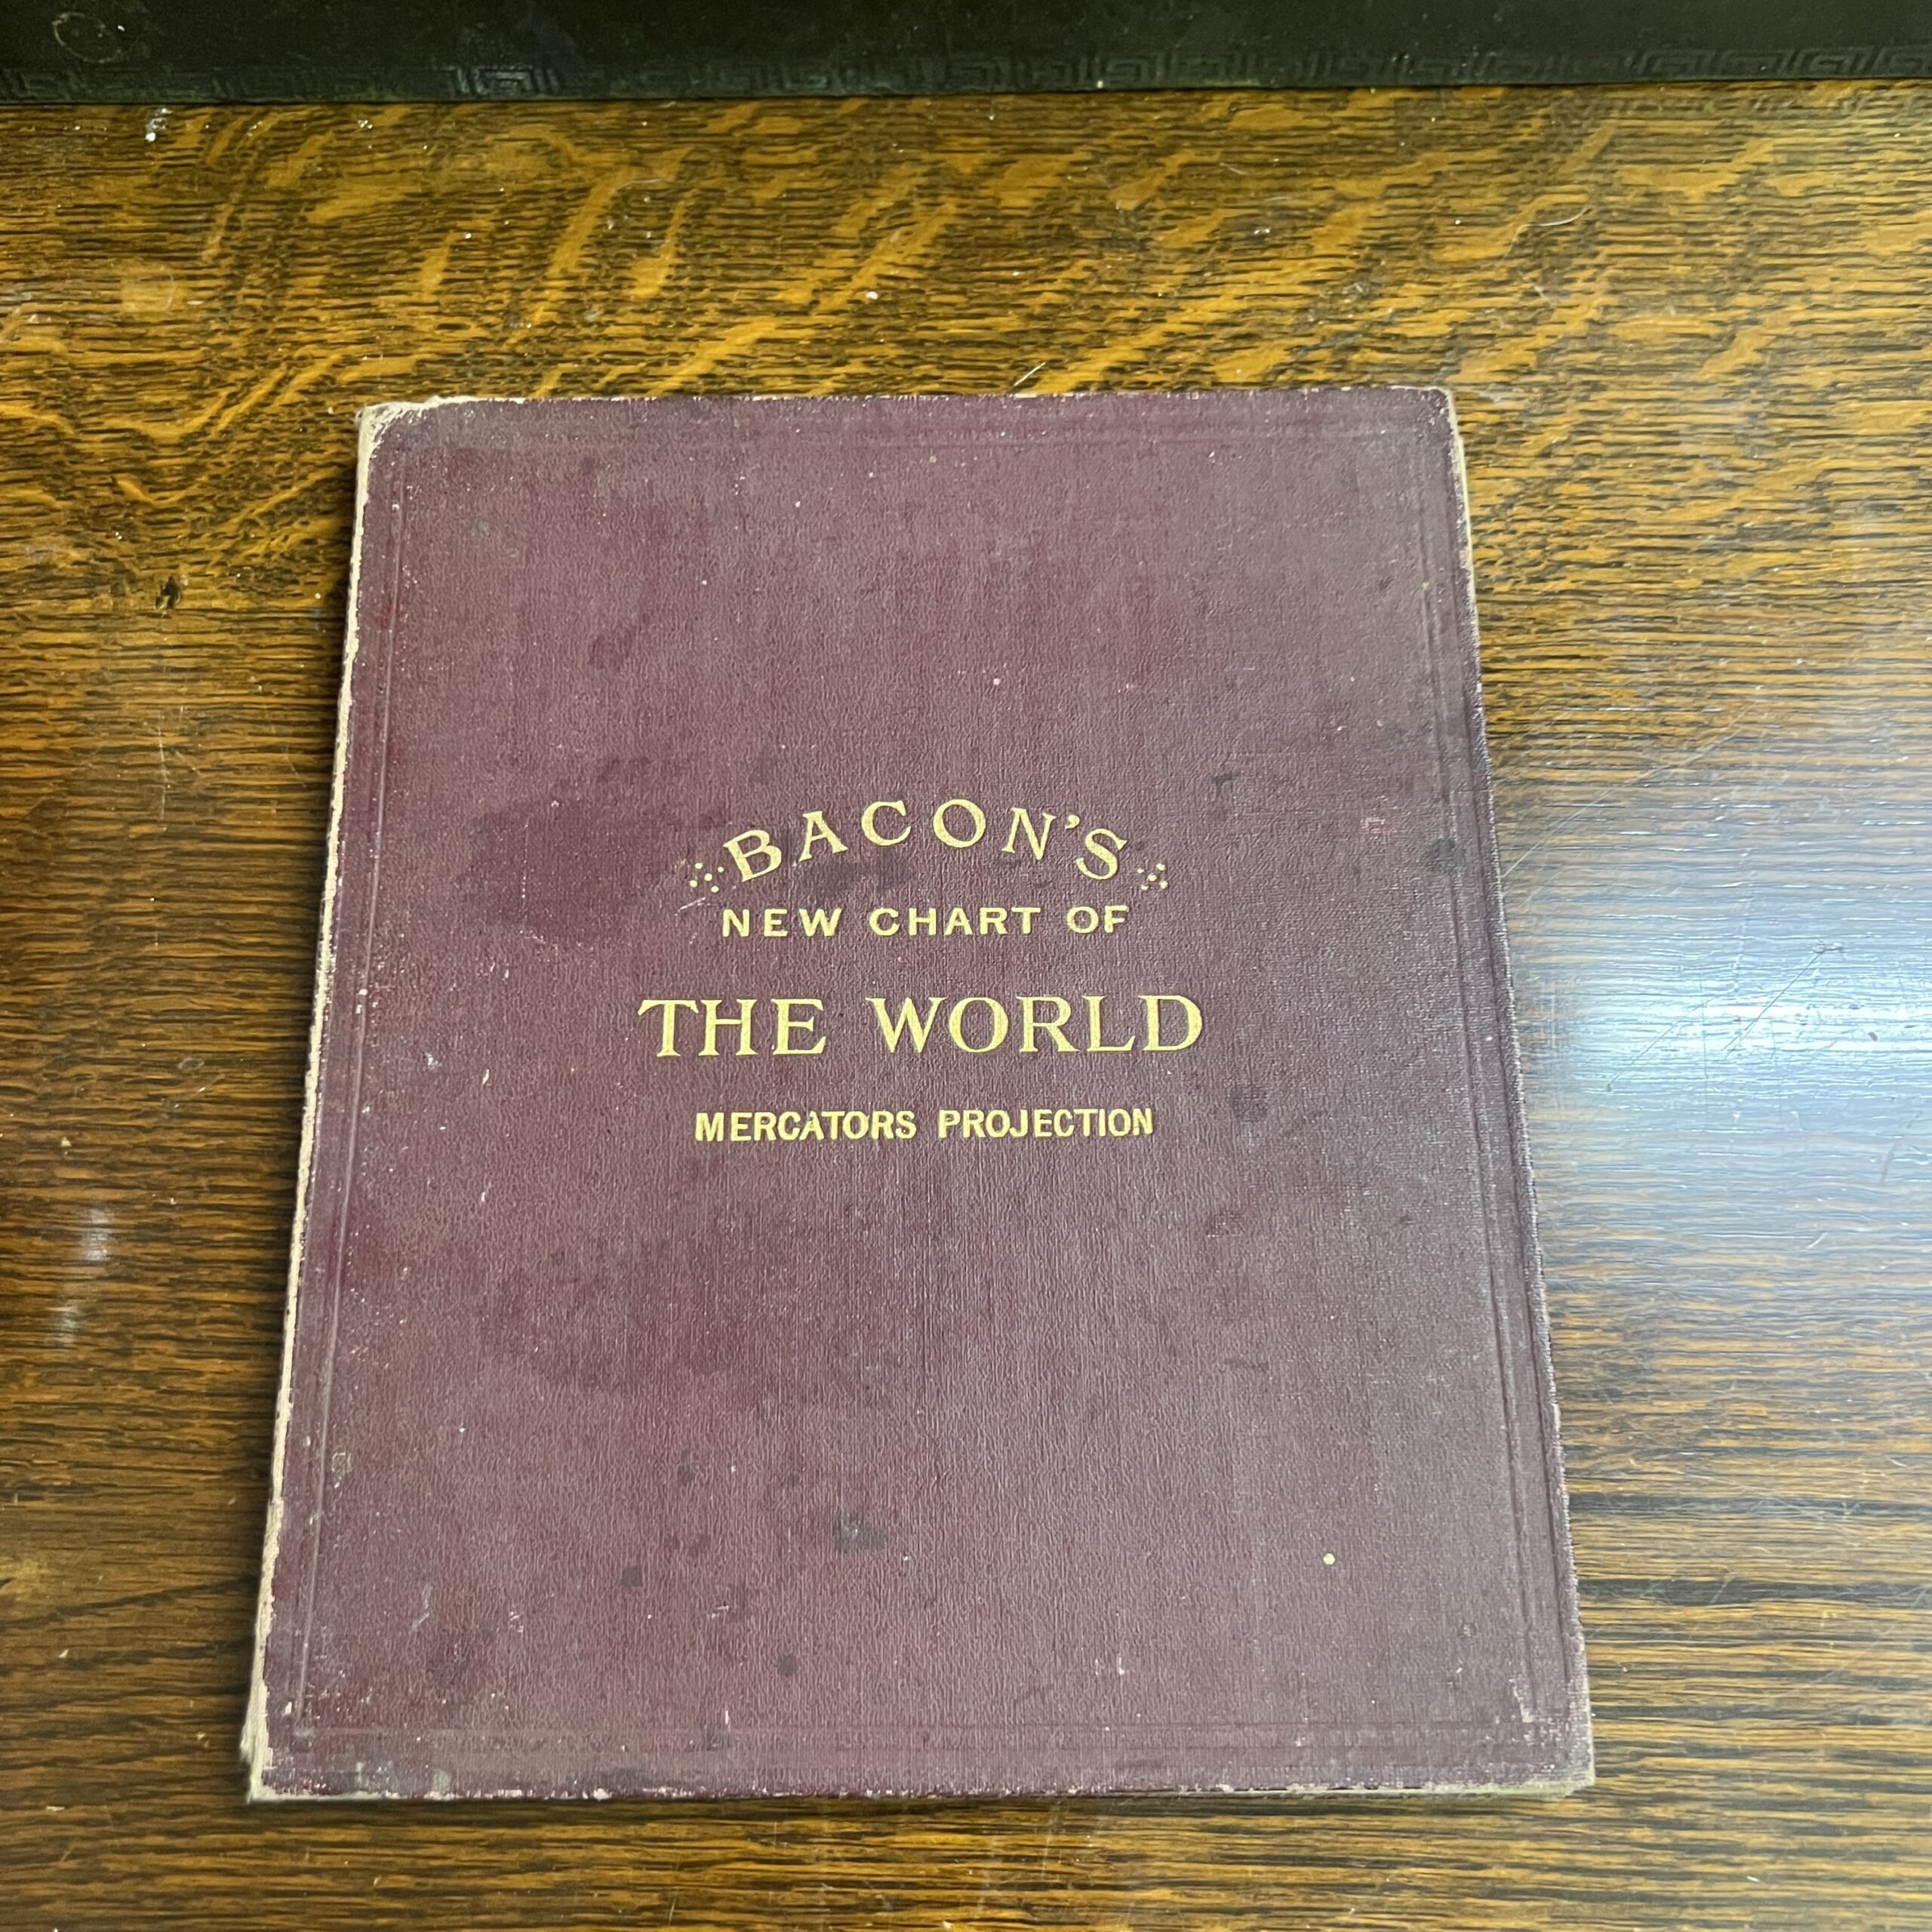 BACON'S
NEW CHART OF
THE WORLD
MERCATORS PROJECTION